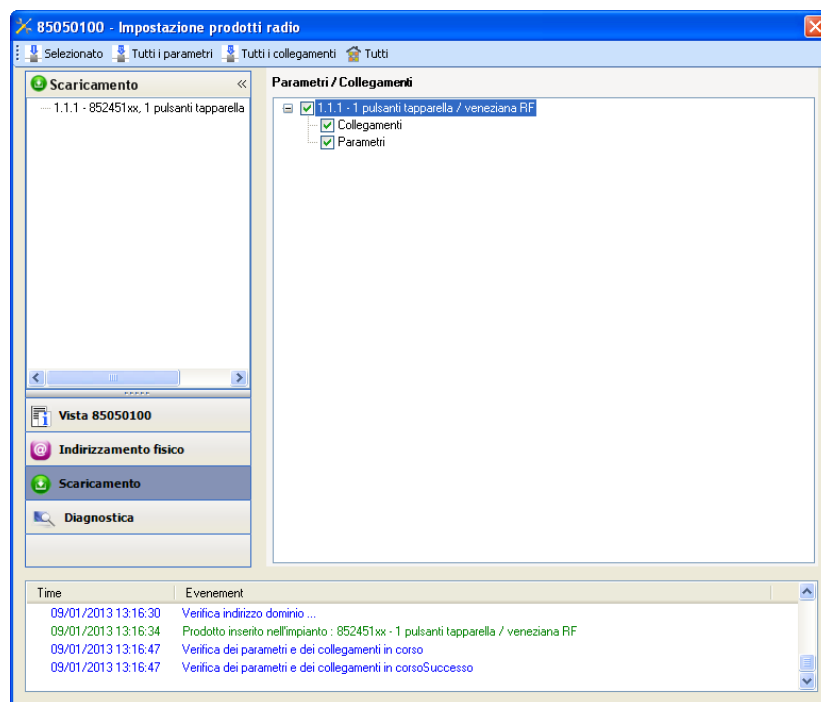 85050100 - Impostazione prodotti radio
Selezionato Tutti i parametri Tutti i collegamenti Tutti
Scaricamento «
1.1.1 - 852451xx, 1 pulsanti tapparella
Vista 85050100
Indirizzamento fisico
Scaricamento
Diagnostica
Parametri / Collegamenti
1.1.1 - 1 pulsanti tapparella / veneziana RF
Collegamenti
Parametri
Time Evenement
09/01/2013 13:16:30 Verifica indirizzo dominio ...
09/01/2013 13:16:34 Prodotto inserito nell'impianto : 852451xx - 1 pulsanti tapparella / veneziana RF
09/01/2013 13:16:47 Verifica dei parametri e dei collegamenti in corso
09/01/2013 13:16:47 Verifica dei parametri e dei collegamenti in corsoSuccesso